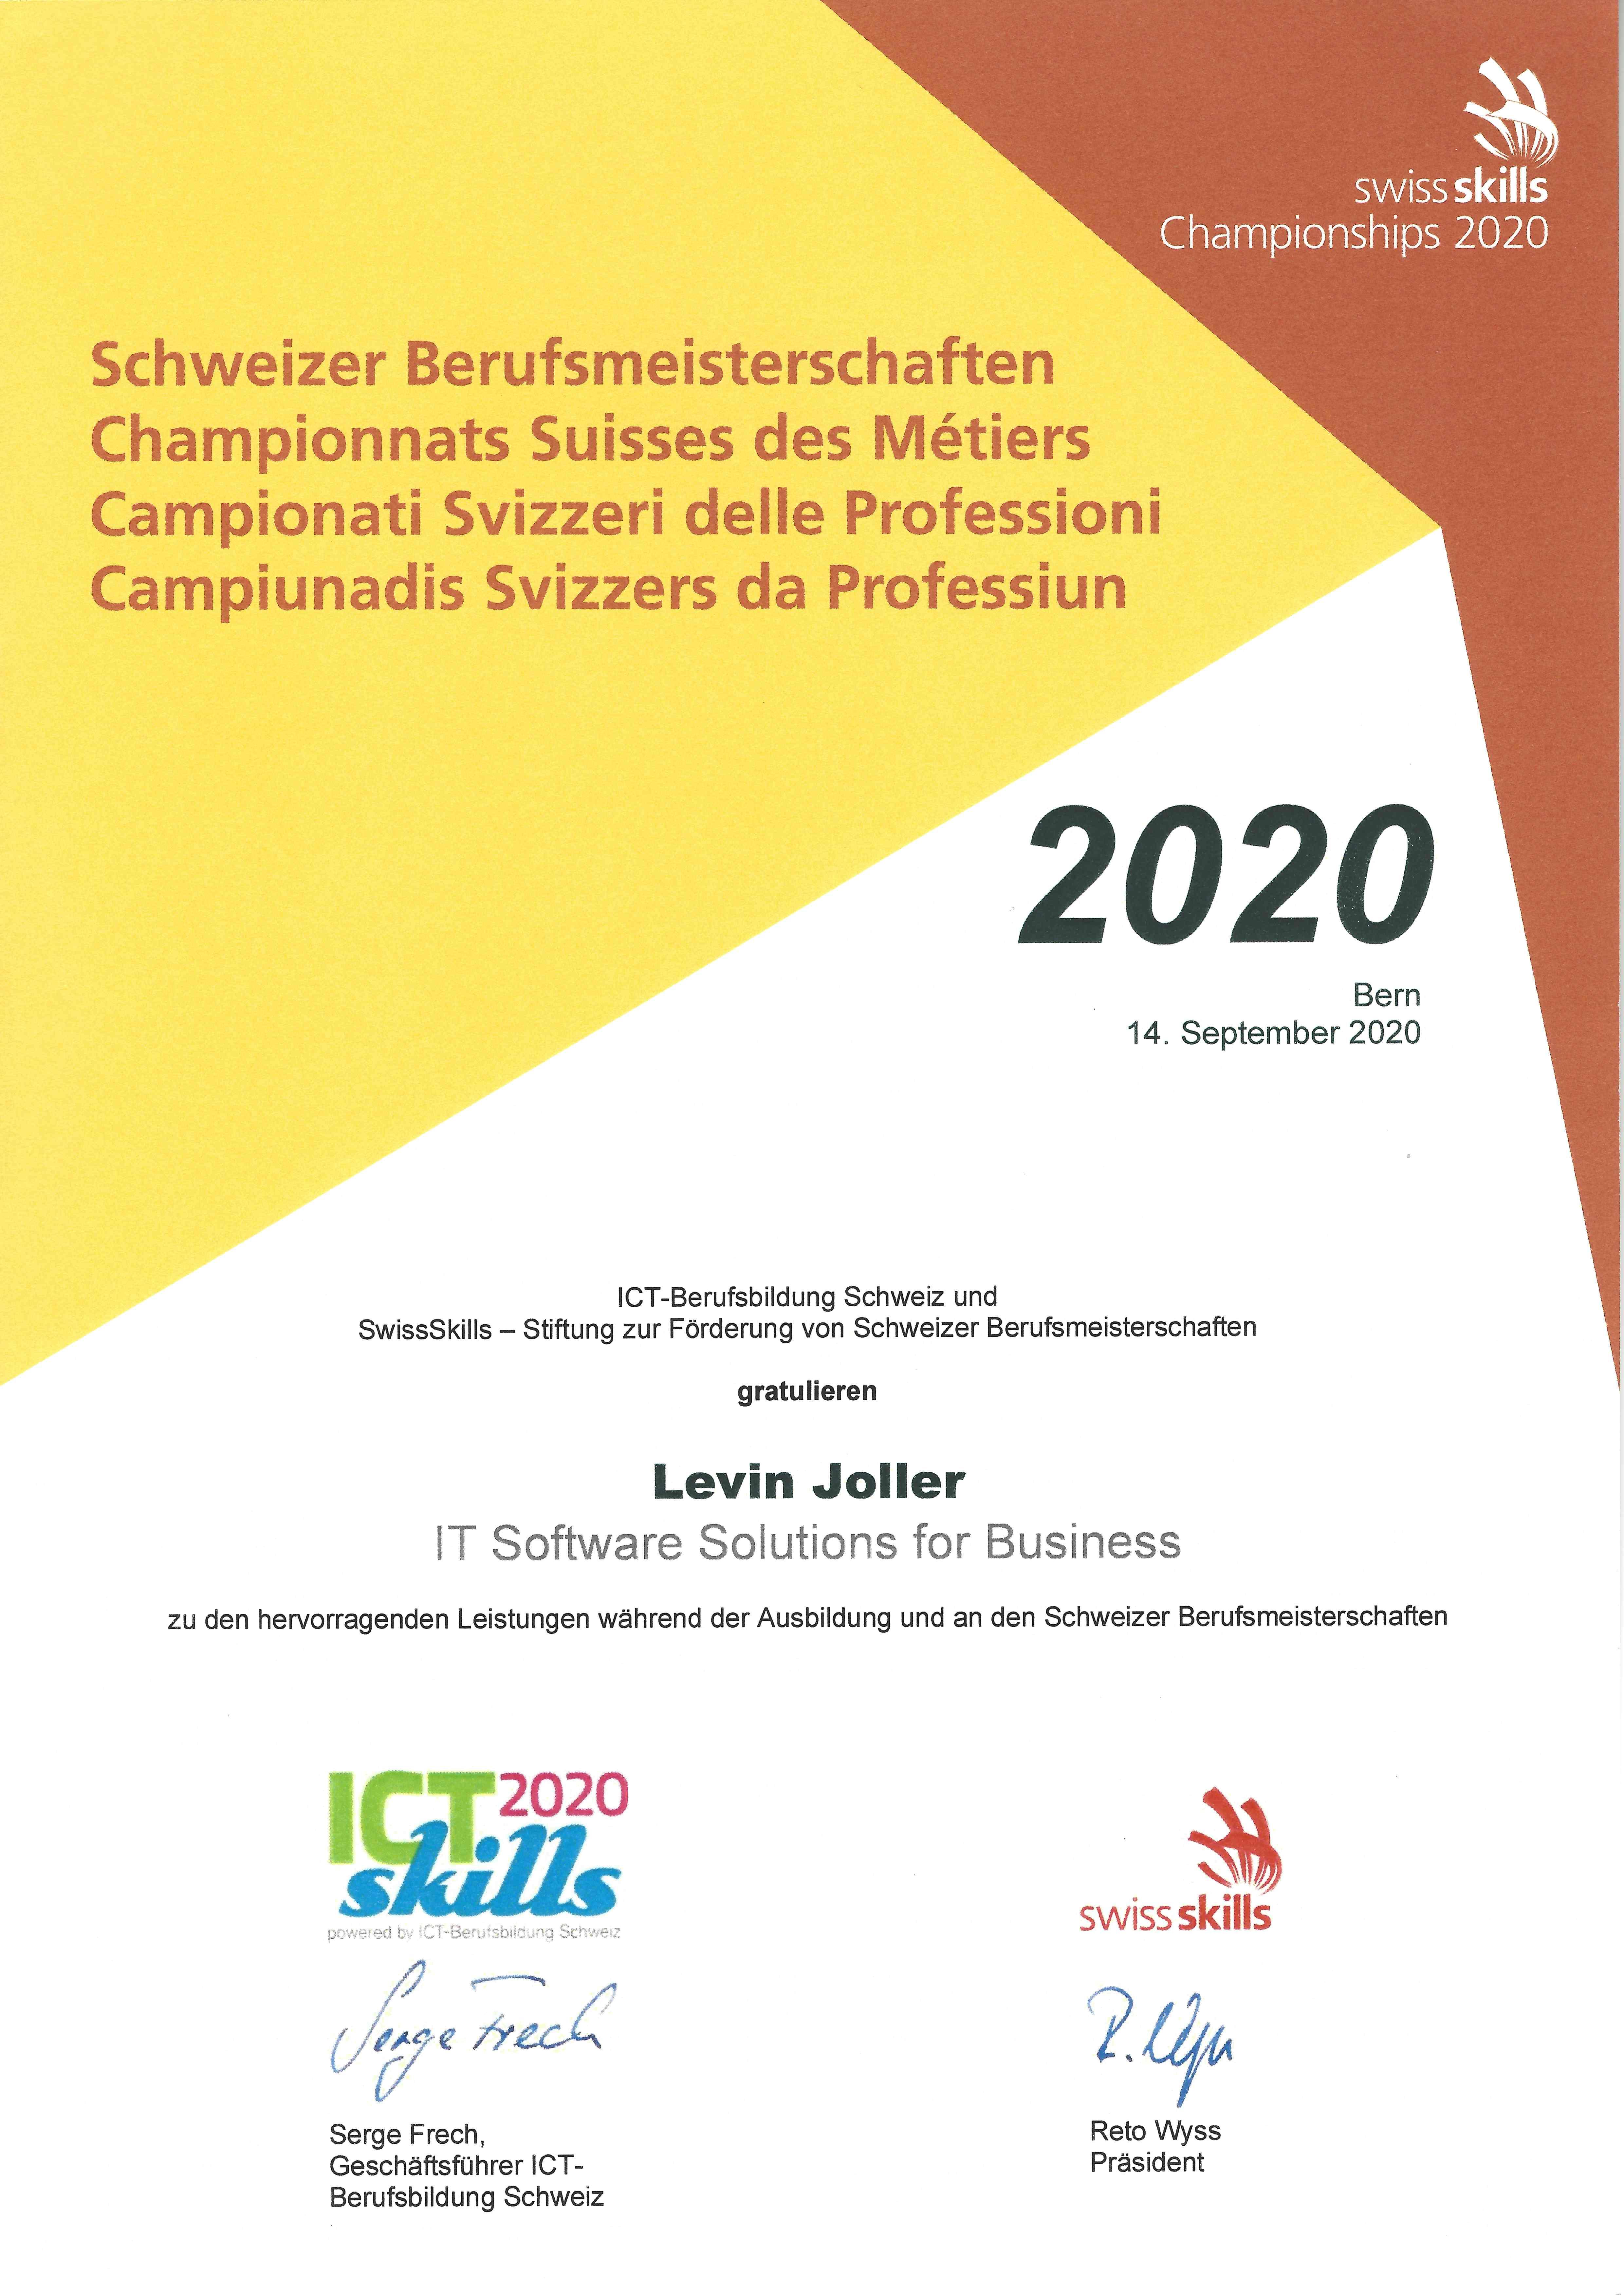 swiss skills
Championships 2020
Schweizer Berufsmeisterschaften
Championnats Suisses des Métiers
Campionati Svizzeri delle Professioni
Campiunadis Svizzers da Professiun
2020
Bern
14. September 2020
ICT-Berufsbildung Schweiz und
SwissSkills – Stiftung zur Förderung von Schweizer Berufsmeisterschaften
gratulieren
Levin Joller
IT Software Solutions for Business
zu den hervorragenden Leistungen während der Ausbildung und an den Schweizer Berufsmeisterschaften
ICT 2020
skills
powered by ICT-Berufsbildung Schweiz
swiss skills
Serge Frech
R. Wyss
Serge Frech,
Geschäftsführer ICT-
Berufsbildung Schweiz
Reto Wyss
Präsident